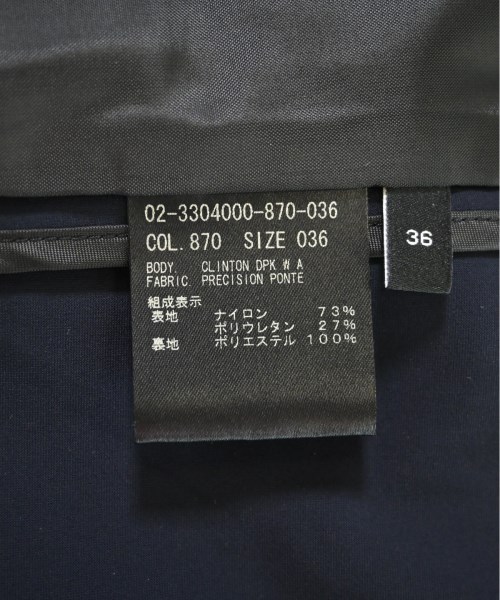 02-3304000-870-036
COL.870 SIZE 036
BODY. CLINTON DPK W A
FABRIC. PRECISION PONTE
組成表示
表地 ナイロン 73%
ポリウレタン 27%
裏地 ポリエステル 100%
36